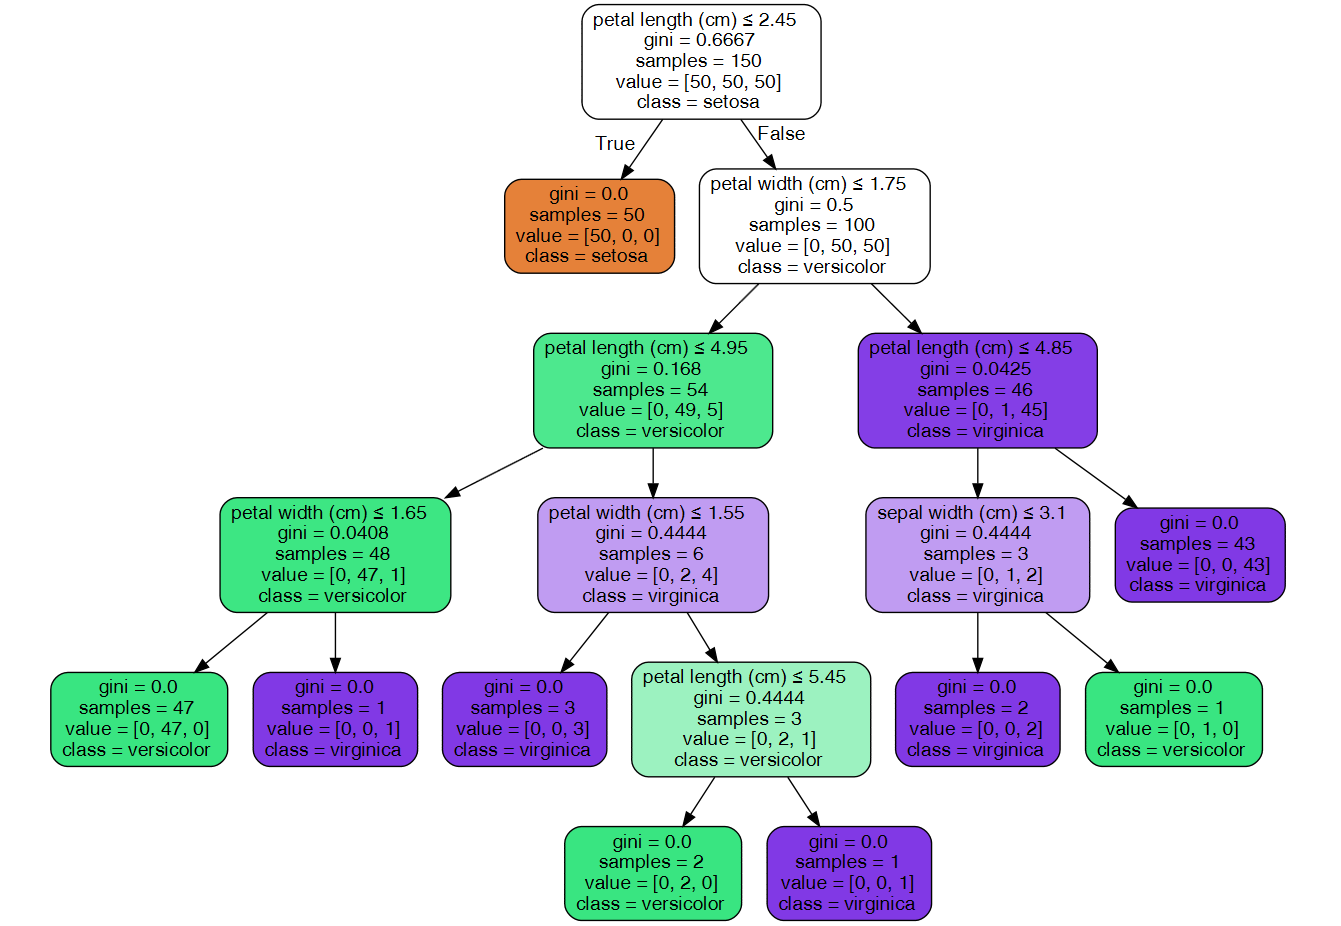 petal length (cm) ≤ 2.45
gini = 0.6667
samples = 150
value = [50, 50, 50]
class = setosa
True
False
gini = 0.0
samples = 50
value = [50, 0, 0]
class = setosa
petal width (cm) ≤ 1.75
gini = 0.5
samples = 100
value = [0, 50, 50]
class = versicolor
petal length (cm) ≤ 4.95
gini = 0.168
samples = 54
value = [0, 49, 5]
class = versicolor
petal length (cm) ≤ 4.85
gini = 0.0425
samples = 46
value = [0, 1, 45]
class = virginica
petal width (cm) ≤ 1.65
gini = 0.0408
samples = 48
value = [0, 47, 1]
class = versicolor
petal width (cm) ≤ 1.55
gini = 0.4444
samples = 6
value = [0, 2, 4]
class = virginica
sepal width (cm) ≤ 3.1
gini = 0.4444
samples = 3
value = [0, 1, 2]
class = virginica
gini = 0.0
samples = 43
value = [0, 0, 43]
class = virginica
gini = 0.0
samples = 47
value = [0, 47, 0]
class = versicolor
gini = 0.0
samples = 1
value = [0, 0, 1]
class = virginica
gini = 0.0
samples = 3
value = [0, 0, 3]
class = virginica
petal length (cm) ≤ 5.45
gini = 0.4444
samples = 3
value = [0, 2, 1]
class = versicolor
gini = 0.0
samples = 2
value = [0, 0, 2]
class = virginica
gini = 0.0
samples = 1
value = [0, 1, 0]
class = versicolor
gini = 0.0
samples = 2
value = [0, 2, 0]
class = versicolor
gini = 0.0
samples = 1
value = [0, 0, 1]
class = virginica